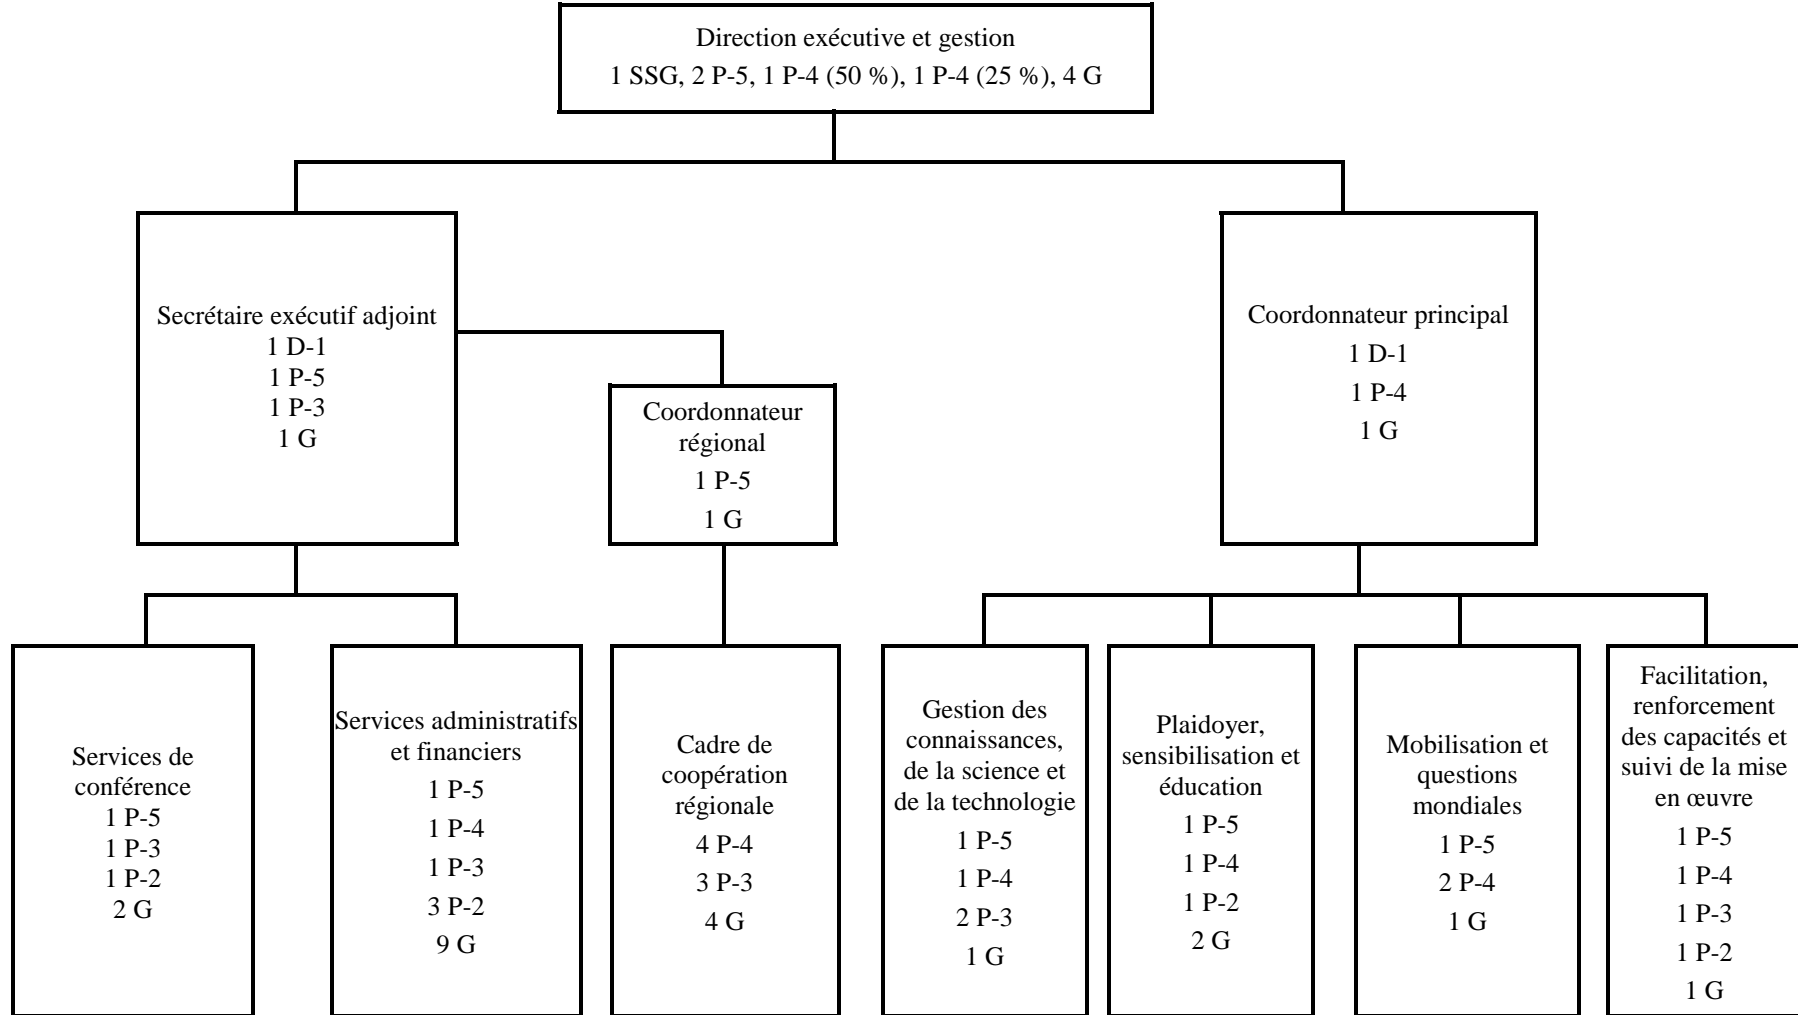 Direction exécutive et gestion
1 SSG, 2 P-5, 1 P-4 (50 %), 1 P-4 (25 %), 4 G
Secrétaire exécutif adjoint
1 D-1
1 P-5
1 P-3
1 G
Coordonnateur
régional
1 P-5
1 G
Coordonnateur principal
1 D-1
1 P-4
1 G
Services de
conférence
1 P-5
1 P-3
1 P-2
2 G
Services administratifs
et financiers
1 P-5
1 P-4
1 P-3
3 P-2
9 G
Cadre de
coopération
régionale
4 P-4
3 P-3
4 G
Gestion des
connaissances,
de la science et
de la technologie
1 P-5
1 P-4
2 P-3
1 G
Plaidoyer,
sensibilisation et
éducation
1 P-5
1 P-4
1 P-2
2 G
Mobilisation et
questions
mondiales
1 P-5
2 P-4
1 G
Facilitation,
renforcement
des capacités et
suivi de la mise
en œuvre
1 P-5
1 P-4
1 P-3
1 P-2
1 G